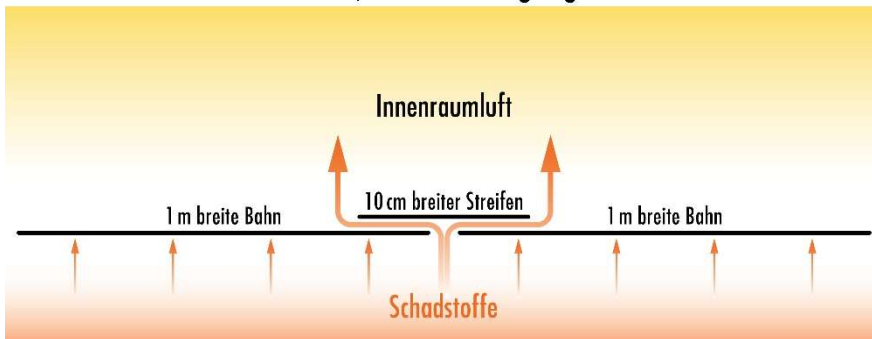 Innenraumluft
10 cm breiter Streifen
1 m breite Bahn
1 m breite Bahn
Schadstoffe